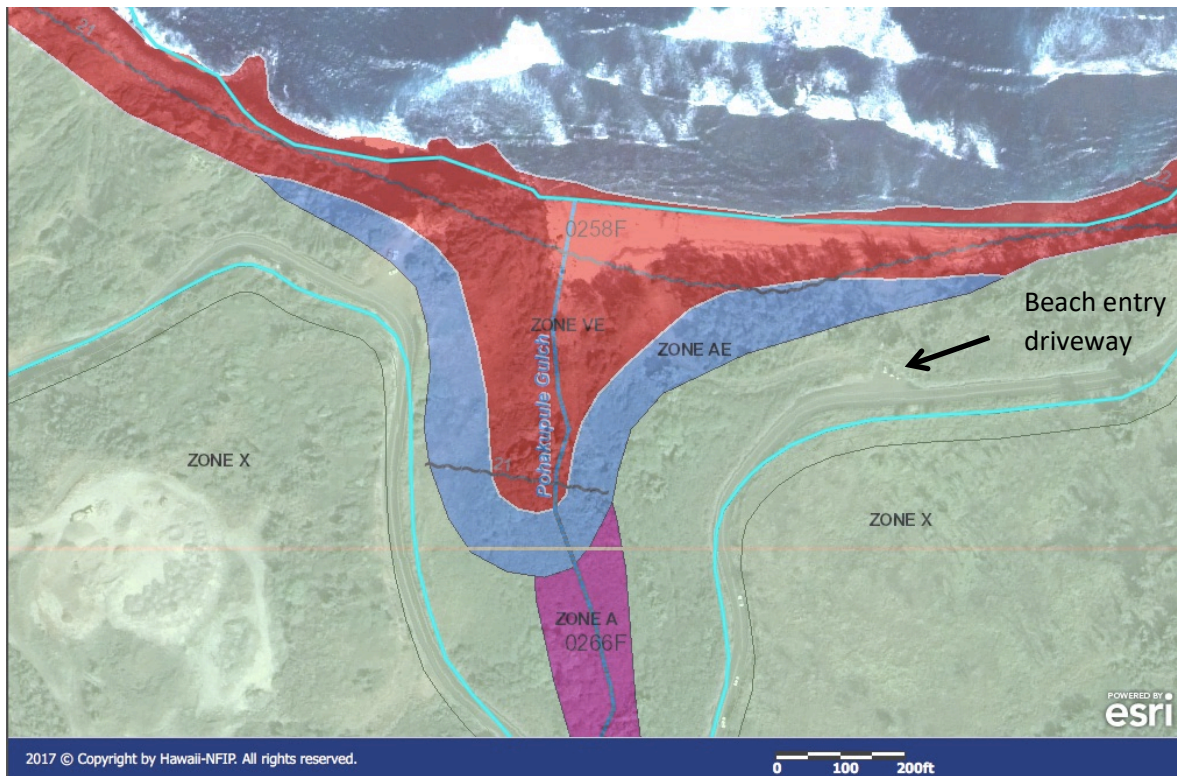 21
0258F
Beach entry
driveway
ZONE VE
ZONE AE
Pohakupule Gulch
ZONE X
21
ZONE X
ZONE A
0266F
POWERED BY
esri
2017 © Copyright by Hawaii-NFIP. All rights reserved.
0 100 200ft